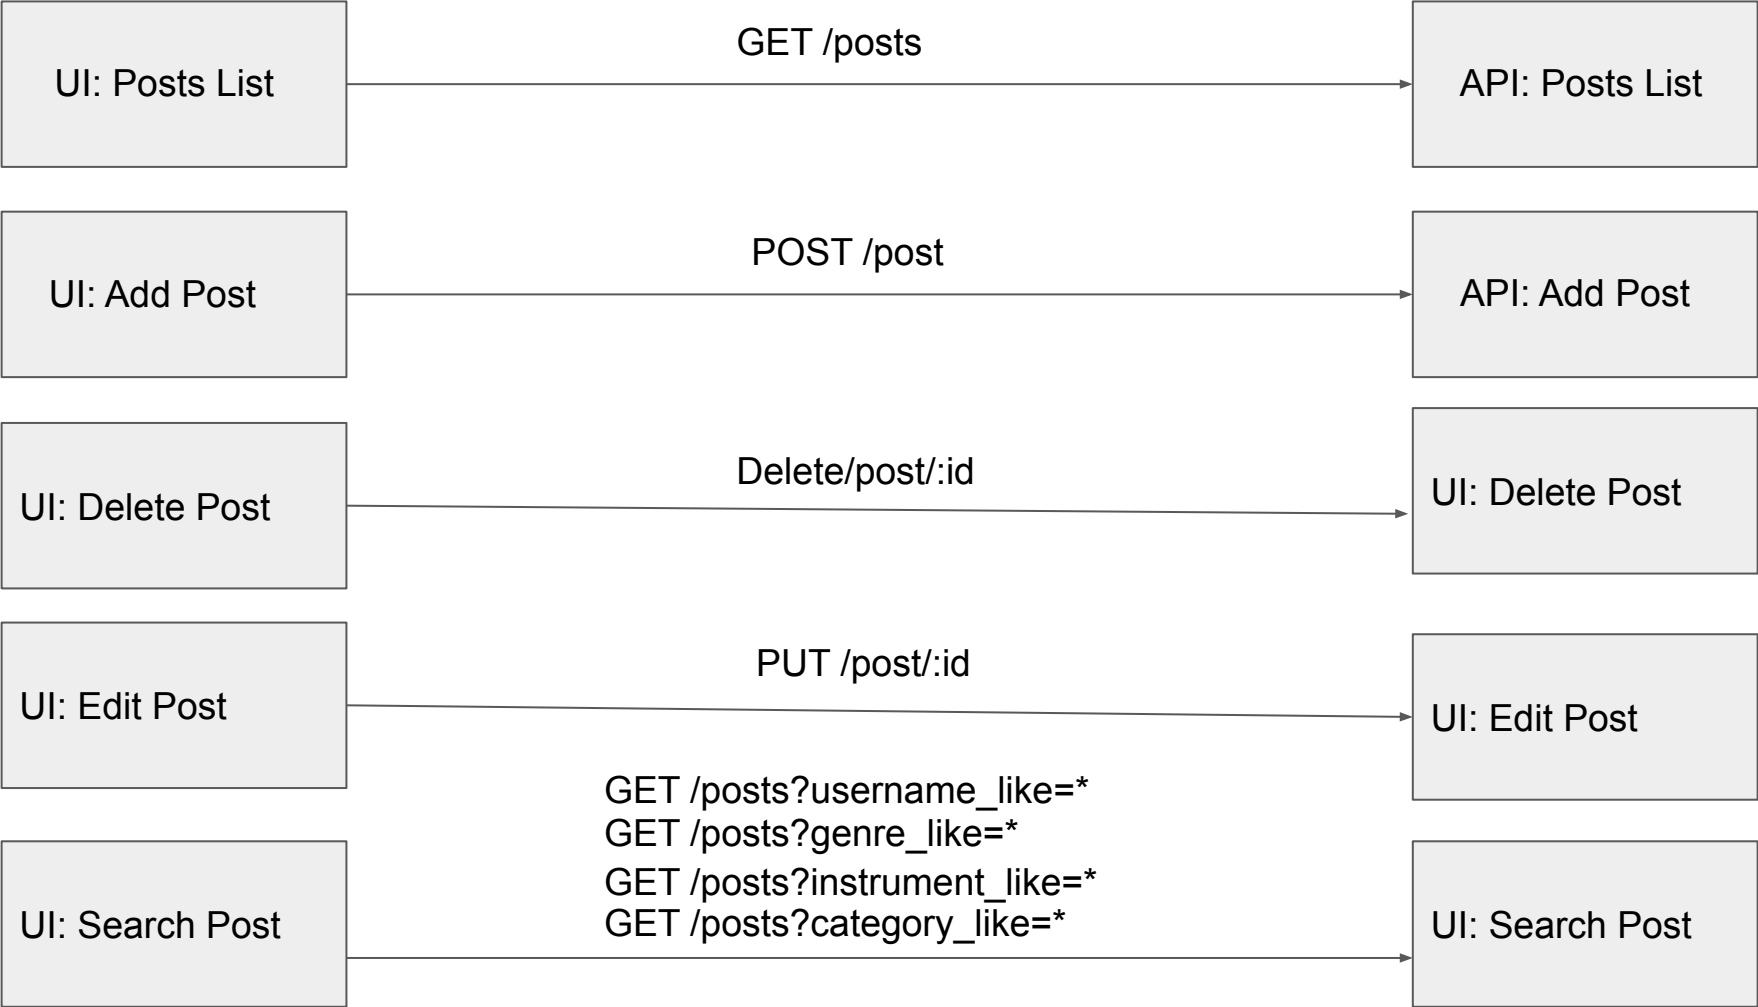 UI: Posts List
GET /posts
API: Posts List
UI: Add Post
POST /post
API: Add Post
UI: Delete Post
Delete/post/:id
UI: Delete Post
UI: Edit Post
PUT /post/:id
UI: Edit Post
UI: Search Post
GET /posts?username_like=*
GET /posts?genre_like=*
GET /posts?instrument_like=*
GET /posts?category_like=*
UI: Search Post